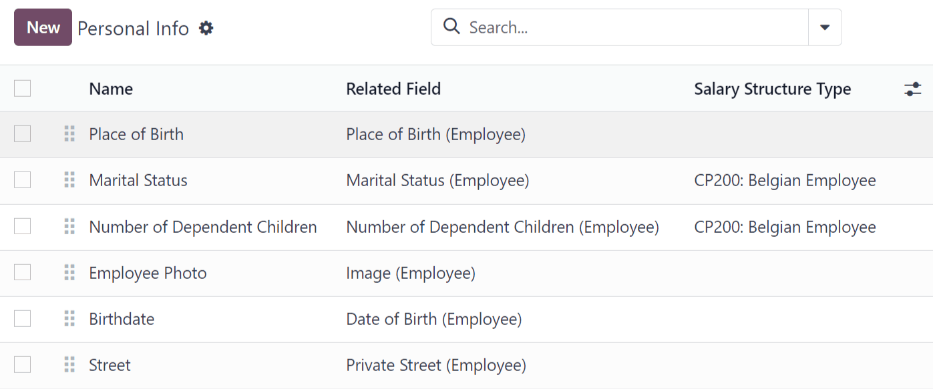 New Personal Info Search...
Name Related Field Salary Structure Type
Place of Birth Place of Birth (Employee)
Marital Status Marital Status (Employee) CP200: Belgian Employee
Number of Dependent Children Number of Dependent Children (Employee) CP200: Belgian Employee
Employee Photo Image (Employee)
Birthdate Date of Birth (Employee)
Street Private Street (Employee)